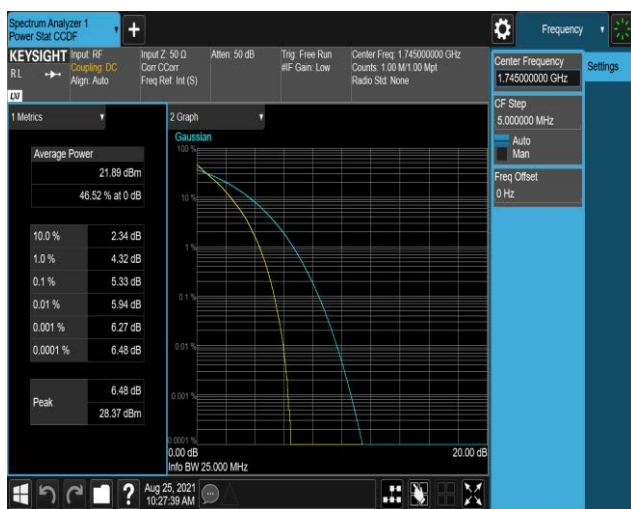 Spectrum Analyzer 1
Power Stat CCDF
+
Frequency
KEYSIGHT
RL
LXI
Input: RF
Coupling: DC
Align: Auto
Input Z: 50 Ω
Corr CCorr
Freq Ref: Int (S)
Atten: 50 dB
Trig: Free Run
#IF Gain: Low
Center Freq: 1.745000000 GHz
Counts: 1.00 M/1.00 Mpt
Radio Std: None
Center Frequency
1.745000000 GHz
Settings
CF Step
5.000000 MHz
Auto
Man
Freq Offset
0 Hz
1 Metrics
Average Power
21.89 dBm
46.52 % at 0 dB
10.0 % 2.34 dB
1.0 % 4.32 dB
0.1 % 5.33 dB
0.01 % 5.94 dB
0.001 % 6.27 dB
0.0001 % 6.48 dB
Peak
6.48 dB
28.37 dBm
2 Graph
Gaussian
100 %
10 %
1 %
0.1 %
0.01 %
0.001 %
0.0001 %
0.00 dB
20.00 dB
Info BW 25.000 MHz
?
Aug 25, 2021
10:27:39 AM